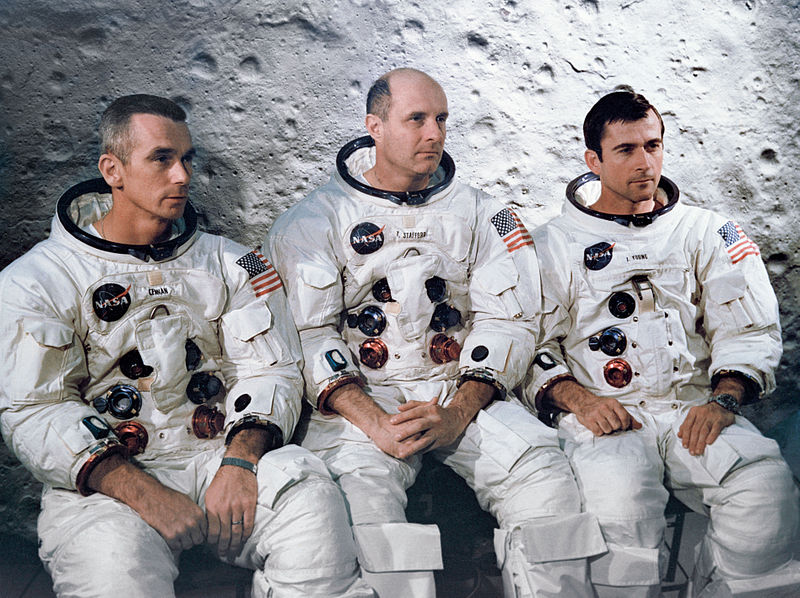 NASA
CERNAN
NASA
T. STAFFORD
NASA
J. YOUNG